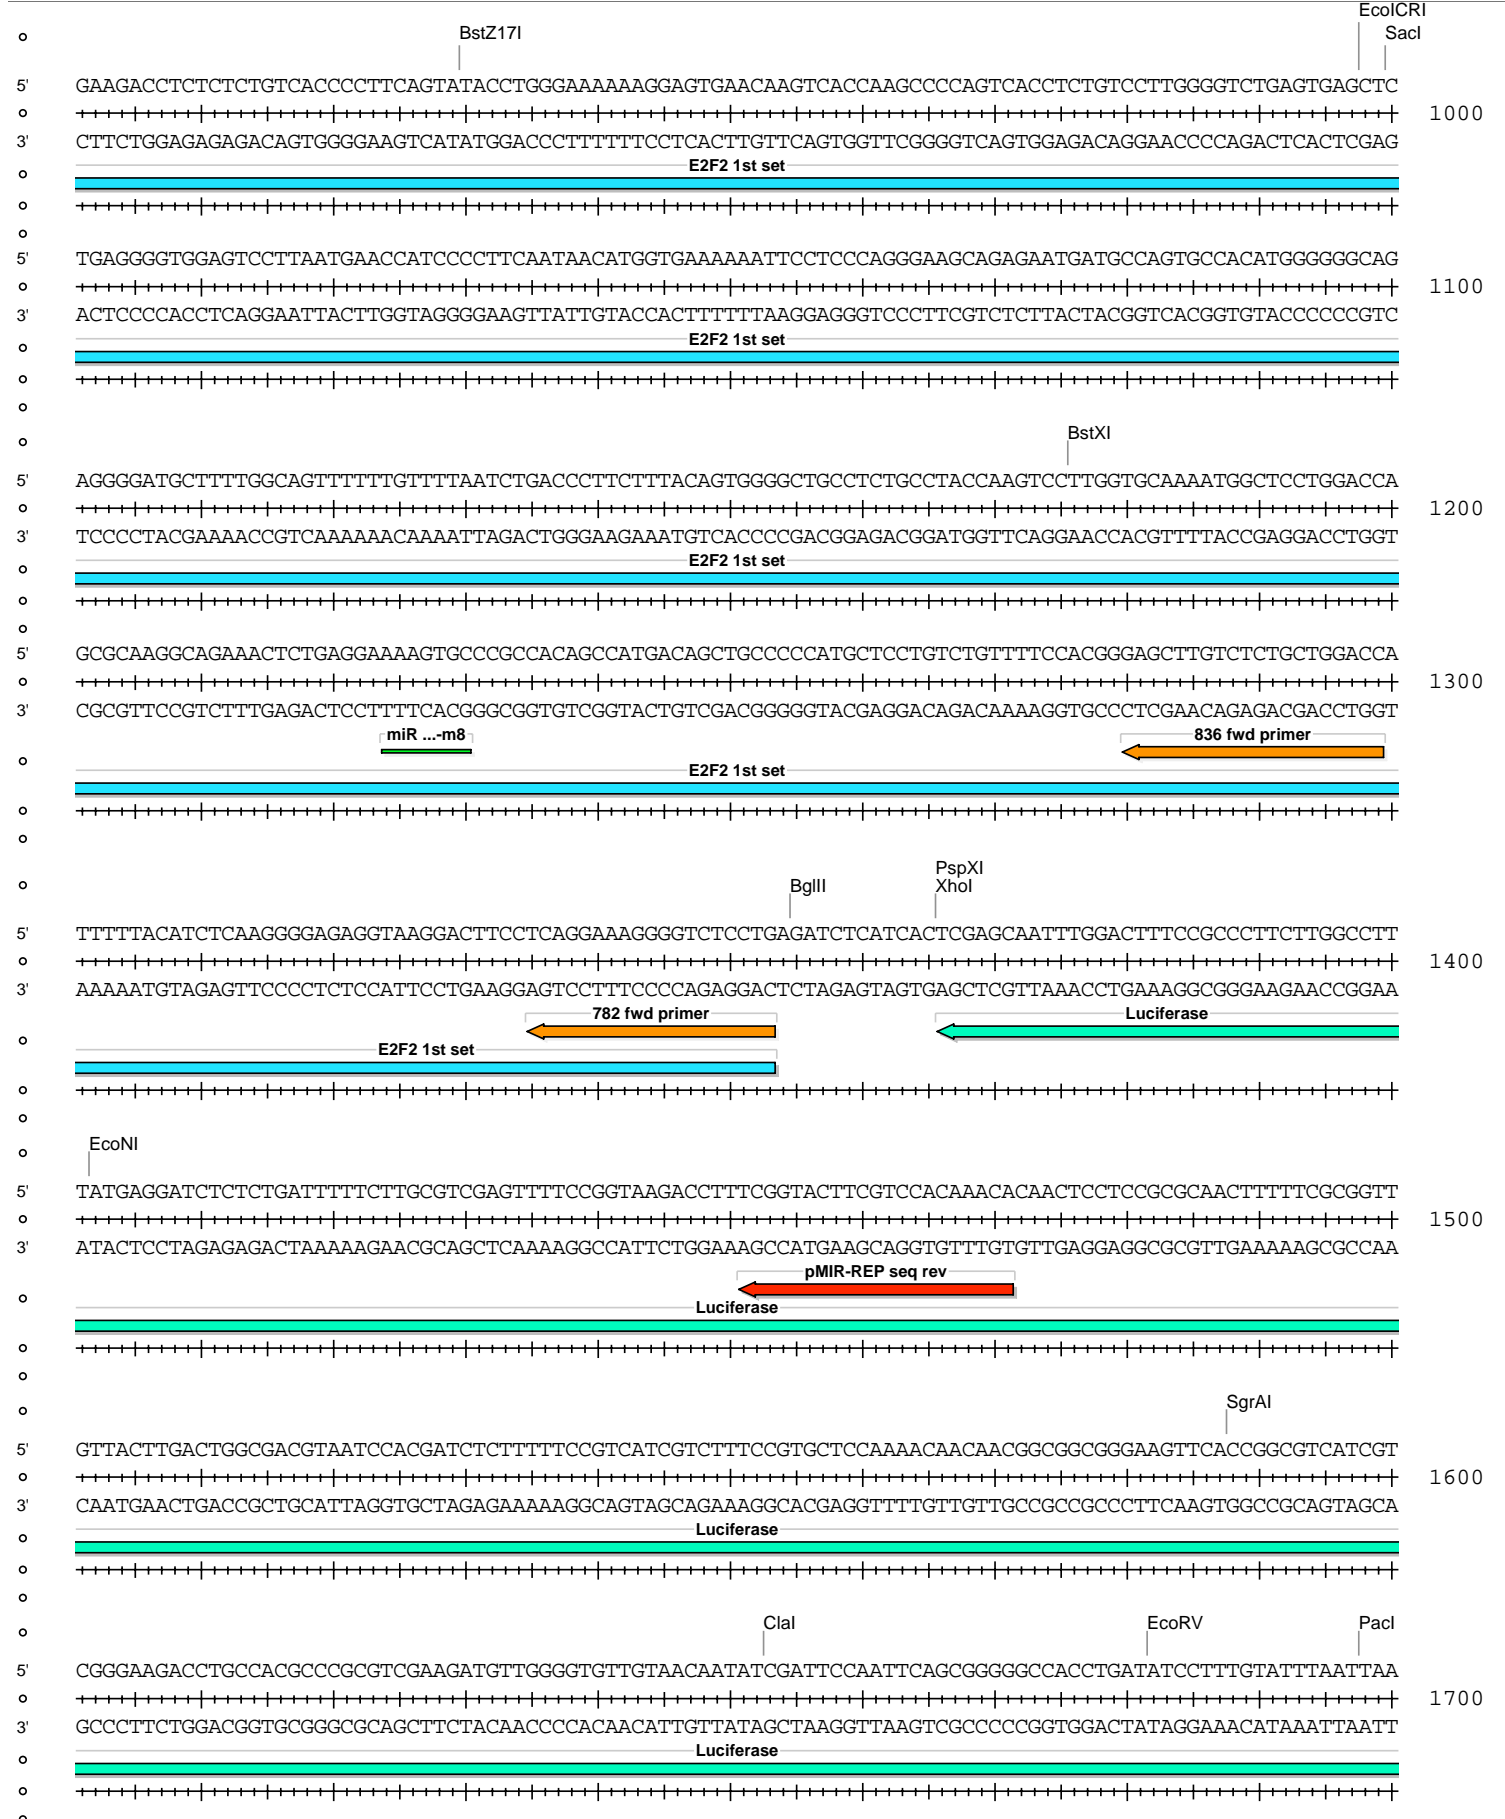 EcoICRI
BstZ17I SacI
5' GAAGACCTCTCTCTGTCACCCCTTCAGTATACCTGGGAAAAAAGGAGTGAACAAGTCACCAAGCCCCAGTCACCTCTGTCCTTGGGGTCTGAGTGAGCTC
1000
3' CTTCTGGAGAGAGACAGTGGGGAAGTCATATGGACCCTTTTTTCCTCACTTGTTCAGTGGTTCGGGGTCAGTGGAGACAGGAACCCCAGACTCACTCGAG
E2F2 1st set
5' TGAGGGGTGGAGTCCTTAATGAACCATCCCCTTCAATAACATGGTGAAAAAATTCCTCCCAGGGAAGCAGAGAATGATGCCAGTGCCACATGGGGGGCAG
1100
3' ACTCCCCACCTCAGGAATTACTTGGTAGGGGAAGTTATTGTACCACTTTTTTAAGGAGGGTCCCTTCGTCTCTTACTACGGTCACGGTGTACCCCCCGTC
E2F2 1st set
BstXI
5' AGGGGATGCTTTTGGCAGTTTTTTGTTTTAATCTGACCCTTCTTTACAGTGGGGCTGCCTCTGCCTACCAAGTCCTTGGTGCAAAATGGCTCCTGGACCA
1200
3' TCCCCTACGAAAACCGTCAAAAAACAAAATTAGACTGGGAAGAAATGTCACCCCGACGGAGACGGATGGTTCAGGAACCACGTTTTACCGAGGACCTGGT
E2F2 1st set
5' GCGCAAGGCAGAAACTCTGAGGAAAAGTGCCCGCCACAGCCATGACAGCTGCCCCCATGCTCCTGTCTGTTTTCCACGGGAGCTTGTCTCTGCTGGACCA
1300
3' CGCGTTCCGTCTTTGAGACTCCTTTTCACGGGCGGTGTCGGTACTGTCGACGGGGGTACGAGGACAGACAAAAGGTGCCCTCGAACAGAGACGACCTGGT
miR ...-m8 836 fwd primer
E2F2 1st set
PspXI
BglII XhoI
5' TTTTTACATCTCAAGGGGAGAGGTAAGGACTTCCTCAGGAAAGGGGTCTCCTGAGATCTCATCACTCGAGCAATTTGGACTTTCCGCCCTTCTTGGCCTT
1400
3' AAAAATGTAGAGTTCCCCTCTCCATTCCTGAAGGAGTCCTTTCCCCAGAGGACTCTAGAGTAGTGAGCTCGTTAAACCTGAAAGGCGGGAAGAACCGGAA
782 fwd primer Luciferase
E2F2 1st set
EcoNI
5' TATGAGGATCTCTCTGATTTTTCTTGCGTCGAGTTTTCCGGTAAGACCTTTCGGTACTTCGTCCACAAACACAACTCCTCCGCGCAACTTTTTCGCGGTT
1500
3' ATACTCCTAGAGAGACTAAAAAGAACGCAGCTCAAAAGGCCATTCTGGAAAGCCATGAAGCAGGTGTTTGTGTTGAGGAGGCGCGTTGAAAAAGCGCCAA
pMIR-REP seq rev
Luciferase
SgrAI
5' GTTACTTGACTGGCGACGTAATCCACGATCTCTTTTTCCGTCATCGTCTTTCCGTGCTCCAAAACAACAACGGCGGCGGGAAGTTCACCGGCGTCATCGT
1600
3' CAATGAACTGACCGCTGCATTAGGTGCTAGAGAAAAAGGCAGTAGCAGAAAGGCACGAGGTTTTGTTGTTGCCGCCGCCCTTCAAGTGGCCGCAGTAGCA
Luciferase
ClaI EcoRV PacI
5' CGGGAAGACCTGCCACGCCCGCGTCGAAGATGTTGGGGTGTTGTAACAATATCGATTCCAATTCAGCGGGGGCCACCTGATATCCTTTGTATTTAATTAA
1700
3' GCCCTTCTGGACGGTGCGGGCGCAGCTTCTACAACCCCACAACATTGTTATAGCTAAGGTTAAGTCGCCCCCGGTGGACTATAGGAAACATAAATTAATT
Luciferase